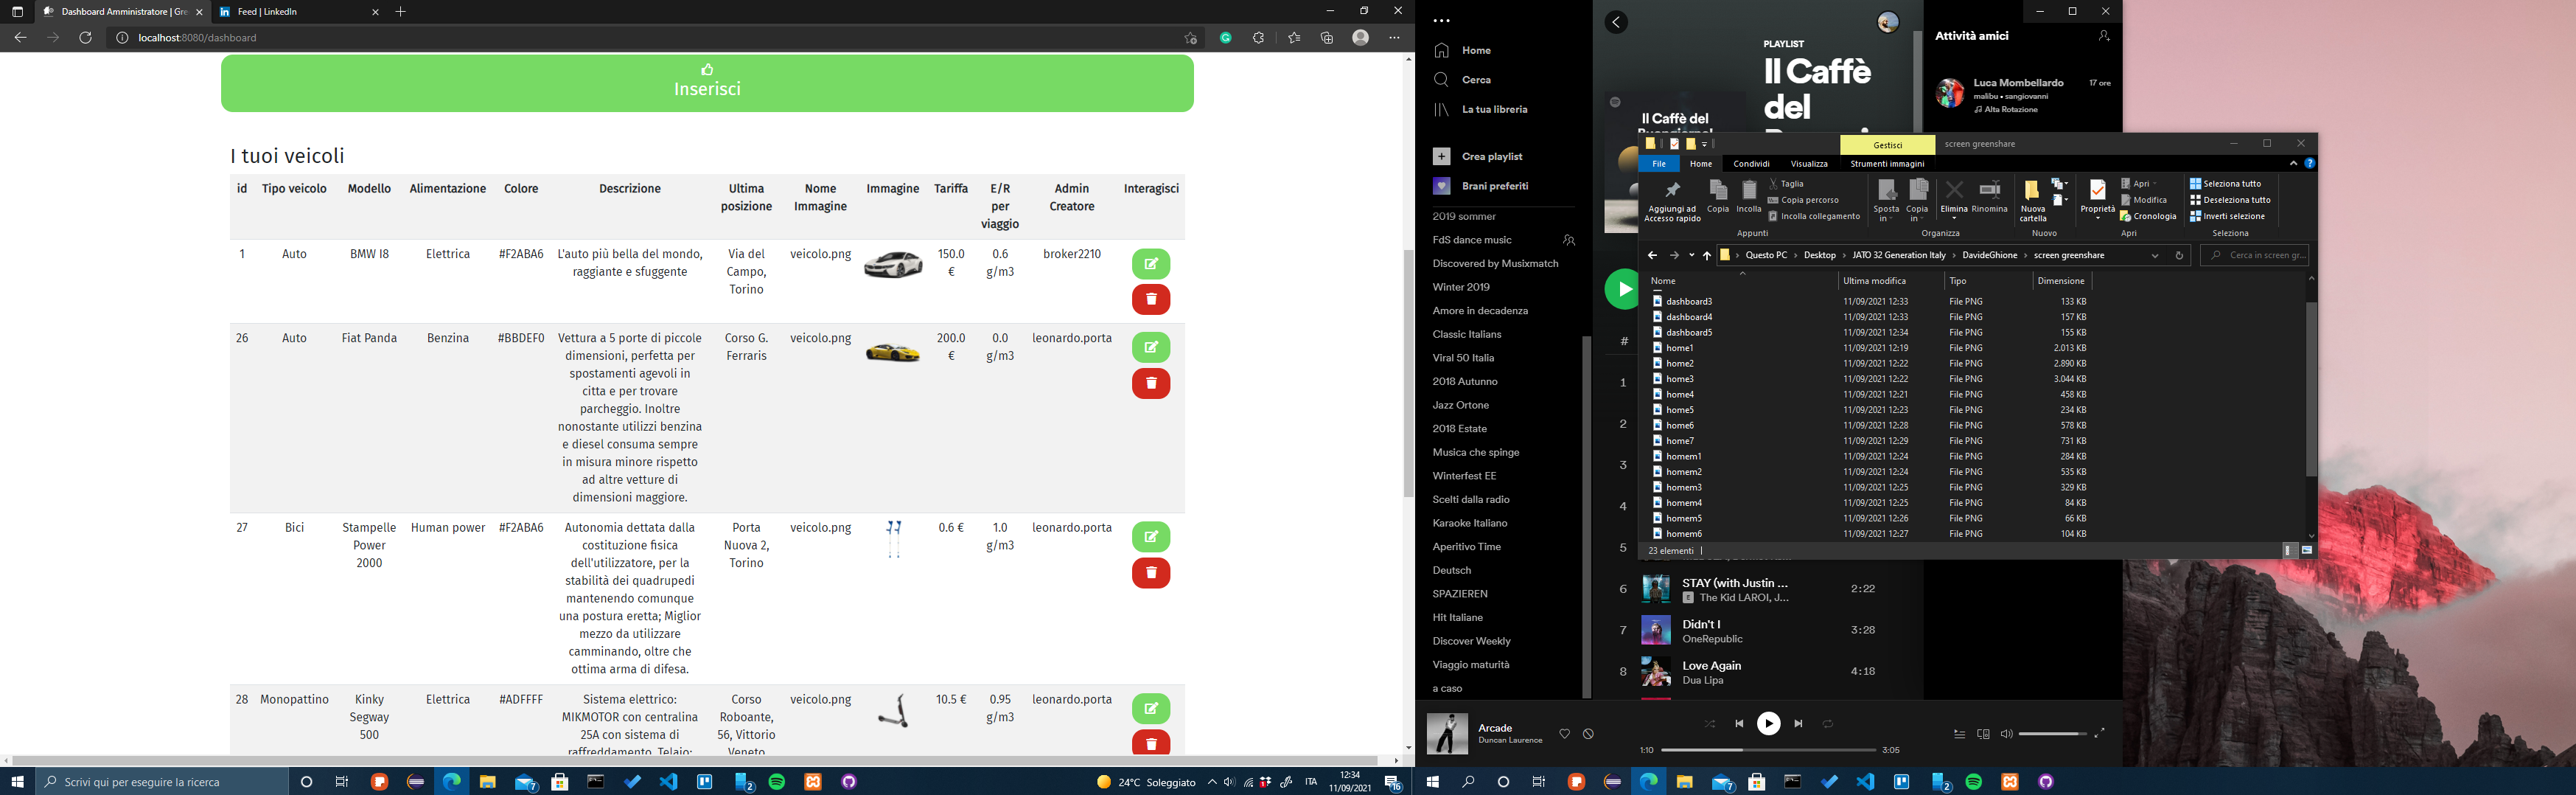 Dashboard Amministratore | Gre
Feed | LinkedIn
localhost:8080/dashboard
Inserisci
I tuoi veicoli
id Tipo veicolo Modello Alimentazione Colore Descrizione Ultima posizione Nome Immagine Immagine Tariffa E/R per viaggio Admin Creatore Interagisci
1 Auto BMW I8 Elettrica #F2ABA6 L'auto più bella del mondo, raggiante e sfuggente Via del Campo, Torino veicolo.png 150.0 € 0.6 g/m3 broker2210
26 Auto Fiat Panda Benzina #BBDEF0 Vettura a 5 porte di piccole dimensioni, perfetta per spostamenti agevoli in citta e per trovare parcheggio. Inoltre nonostante utilizzi benzina e diesel consuma sempre in misura minore rispetto ad altre vetture di dimensioni maggiore. Corso G. Ferraris veicolo.png 200.0 € 0.0 g/m3 leonardo.porta
27 Bici Stampelle Power 2000 Human power #F2ABA6 Autonomia dettata dalla costituzione fisica dell'utilizzatore, per la stabilità dei quadrupedi mantenendo comunque una postura eretta; Miglior mezzo da utilizzare camminando, oltre che ottima arma di difesa. Porta Nuova 2, Torino veicolo.png 0.6 € 1.0 g/m3 leonardo.porta
28 Monopattino Kinky Segway 500 Elettrica #ADFFFF Sistema elettrico: MIKMOTOR con centralina 25A con sistema di raffreddamento. Telaio: Corso Roboante, 56, Vittorio Veneto veicolo.png 10.5 € 0.95 g/m3 leonardo.porta
Scrivi qui per eseguire la ricerca
7
2
24°C Soleggiato
ITA
12:34
11/09/2021
16
Home
Cerca
La tua libreria
Crea playlist
Brani preferiti
2019 sommer
FdS dance music
Discovered by Musixmatch
Winter 2019
Amore in decadenza
Classic Italians
Viral 50 Italia
2018 Autunno
Jazz Ortone
2018 Estate
Musica che spinge
Winterfest EE
Scelti dalla radio
Karaoke Italiano
Aperitivo Time
Deutsch
SPAZIEREN
Hit Italiane
Discover Weekly
Viaggio maturità
a caso
PLAYLIST
Il Caffè
del
Il Caffè del
#
1
2
3
4
5
6 STAY (with Justin ... 2:22
E The Kid LAROI, J...
7 Didn't I 3:28
OneRepublic
8 Love Again 4:18
Dua Lipa
Arcade
Duncan Laurence
1:10
3:05
Attività amici
Luca Mombellardo 17 ore
malibu • sangiovanni
Alta Rotazione
Gestisci
screen greenshare
File Home Condividi Visualizza Strumenti immagini
Aggiungi ad Accesso rapido
Copia
Incolla
Taglia
Copia percorso
Incolla collegamento
Appunti
Sposta in
Copia in
Elimina
Rinomina
Organizza
Nuova cartella
Nuovo
Proprietà
Apri
Modifica
Cronologia
Apri
Seleziona tutto
Deseleziona tutto
Inverti selezione
Seleziona
Questo PC › Desktop › JATO 32 Generation Italy › DavideGhione › screen greenshare
Cerca in screen gr...
Nome Ultima modifica Tipo Dimensione
dashboard3 11/09/2021 12:33 File PNG 133 KB
dashboard4 11/09/2021 12:33 File PNG 157 KB
dashboard5 11/09/2021 12:34 File PNG 155 KB
home1 11/09/2021 12:19 File PNG 2.013 KB
home2 11/09/2021 12:22 File PNG 2.890 KB
home3 11/09/2021 12:22 File PNG 3.044 KB
home4 11/09/2021 12:21 File PNG 458 KB
home5 11/09/2021 12:23 File PNG 234 KB
home6 11/09/2021 12:28 File PNG 578 KB
home7 11/09/2021 12:29 File PNG 731 KB
homem1 11/09/2021 12:24 File PNG 284 KB
homem2 11/09/2021 12:24 File PNG 535 KB
homem3 11/09/2021 12:25 File PNG 329 KB
homem4 11/09/2021 12:25 File PNG 84 KB
homem5 11/09/2021 12:26 File PNG 66 KB
homem6 11/09/2021 12:27 File PNG 104 KB
23 elementi
7
2